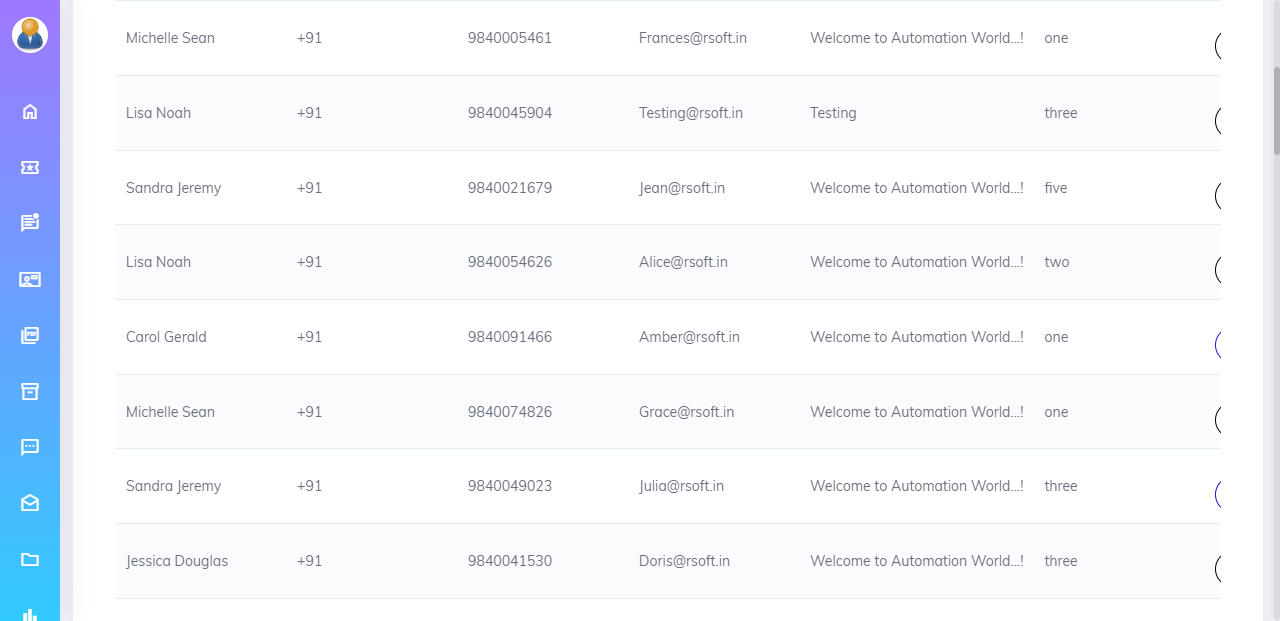 Michelle Sean +91 9840005461 Frances@rsoft.in Welcome to Automation World...! one
Lisa Noah +91 9840045904 Testing@rsoft.in Testing three
Sandra Jeremy +91 9840021679 Jean@rsoft.in Welcome to Automation World...! five
Lisa Noah +91 9840054626 Alice@rsoft.in Welcome to Automation World...! two
Carol Gerald +91 9840091466 Amber@rsoft.in Welcome to Automation World...! one
Michelle Sean +91 9840074826 Grace@rsoft.in Welcome to Automation World...! one
Sandra Jeremy +91 9840049023 Julia@rsoft.in Welcome to Automation World...! three
Jessica Douglas +91 9840041530 Doris@rsoft.in Welcome to Automation World...! three